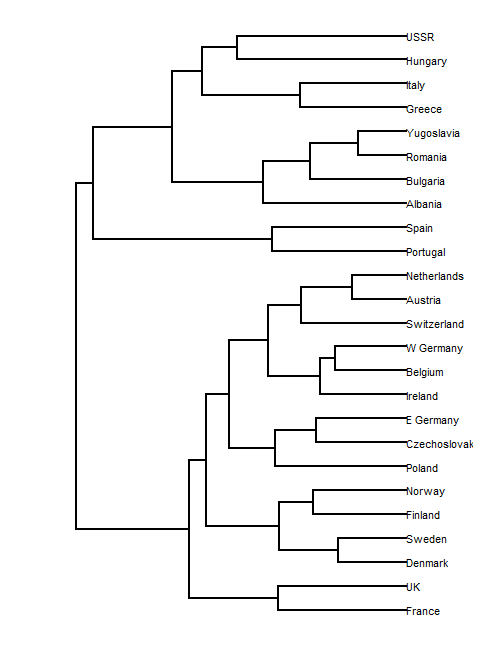 USSR
Hungary
Italy
Greece
Yugoslavia
Romania
Bulgaria
Albania
Spain
Portugal
Netherlands
Austria
Switzerland
W Germany
Belgium
Ireland
E Germany
Czechoslovak
Poland
Norway
Finland
Sweden
Denmark
UK
France